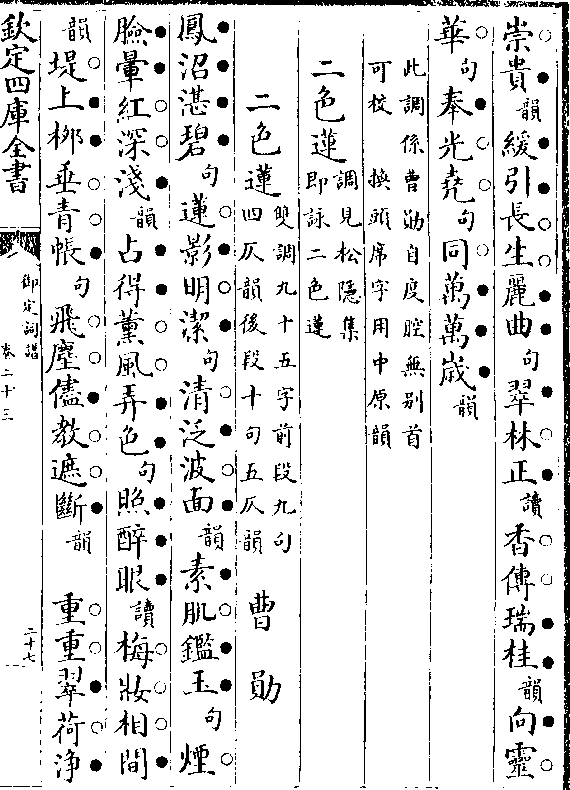 崇貴韻緩引長生麗曲句翠林正讀香傳瑞桂韻向靈
華句奉光堯句同萬萬歲韻
此調係曹勛自度腔無別首
可校　換頭席字用中原韻
二色蓮調見松隱集
即詠二色蓮
二色蓮雙調九十五字前段九句
四仄韻後段十句五仄韻　曹勛
鳳沼湛碧句蓮影明潔句清泛波面韻素肌鑑玉句煙
臉暈紅深淺韻占得薰風弄色句照醉眼讀梅妝相間
韻堤上柳垂青帳句飛塵儘教遮斷韻　重重翠荷浄
欽定四庫全書
御定詞譜
卷二十三
二十七